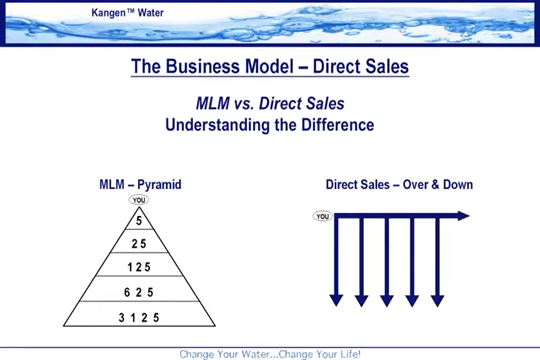 Kangen™ Water
The Business Model – Direct Sales
MLM vs. Direct Sales
Understanding the Difference
MLM – Pyramid
YOU
5
2 5
1 2 5
6 2 5
3 1 2 5
Direct Sales – Over & Down
YOU
Change Your Water...Change Your Life!